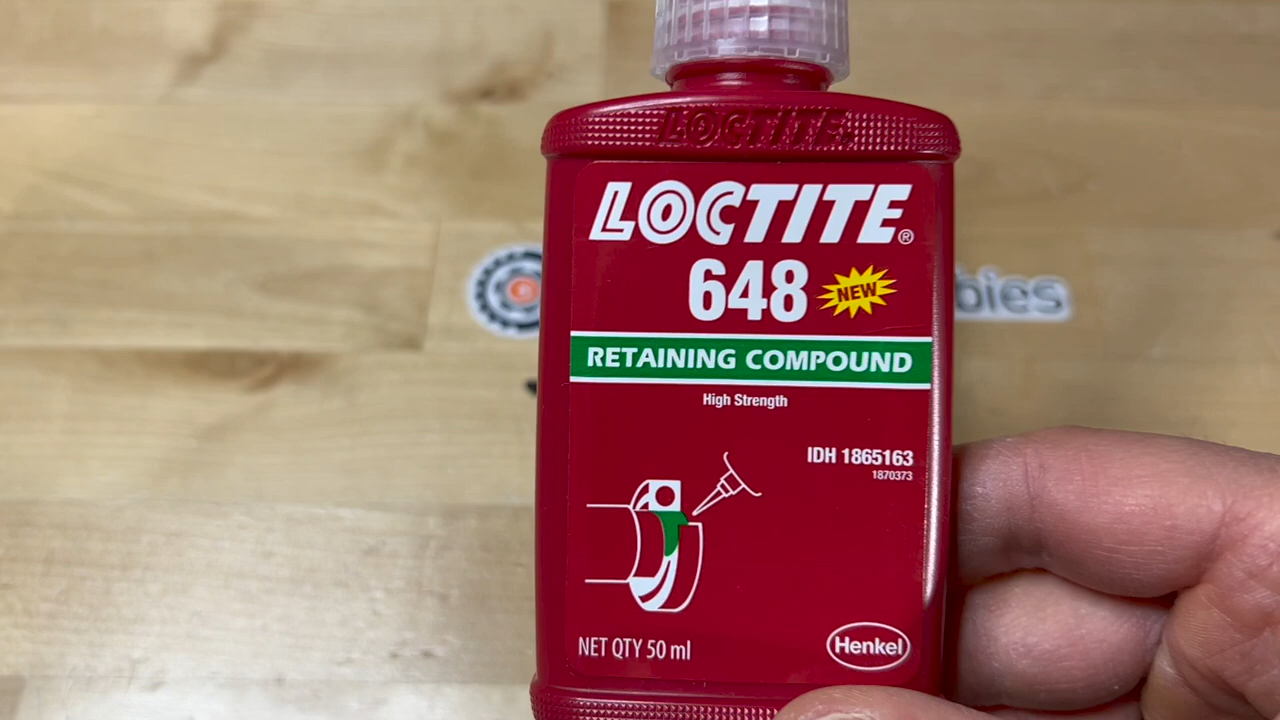 LOCTITE
LOCTITE®
648 NEW
RETAINING COMPOUND
High Strength
IDH 1865163
1870373
NET QTY 50 ml
Henkel
bies